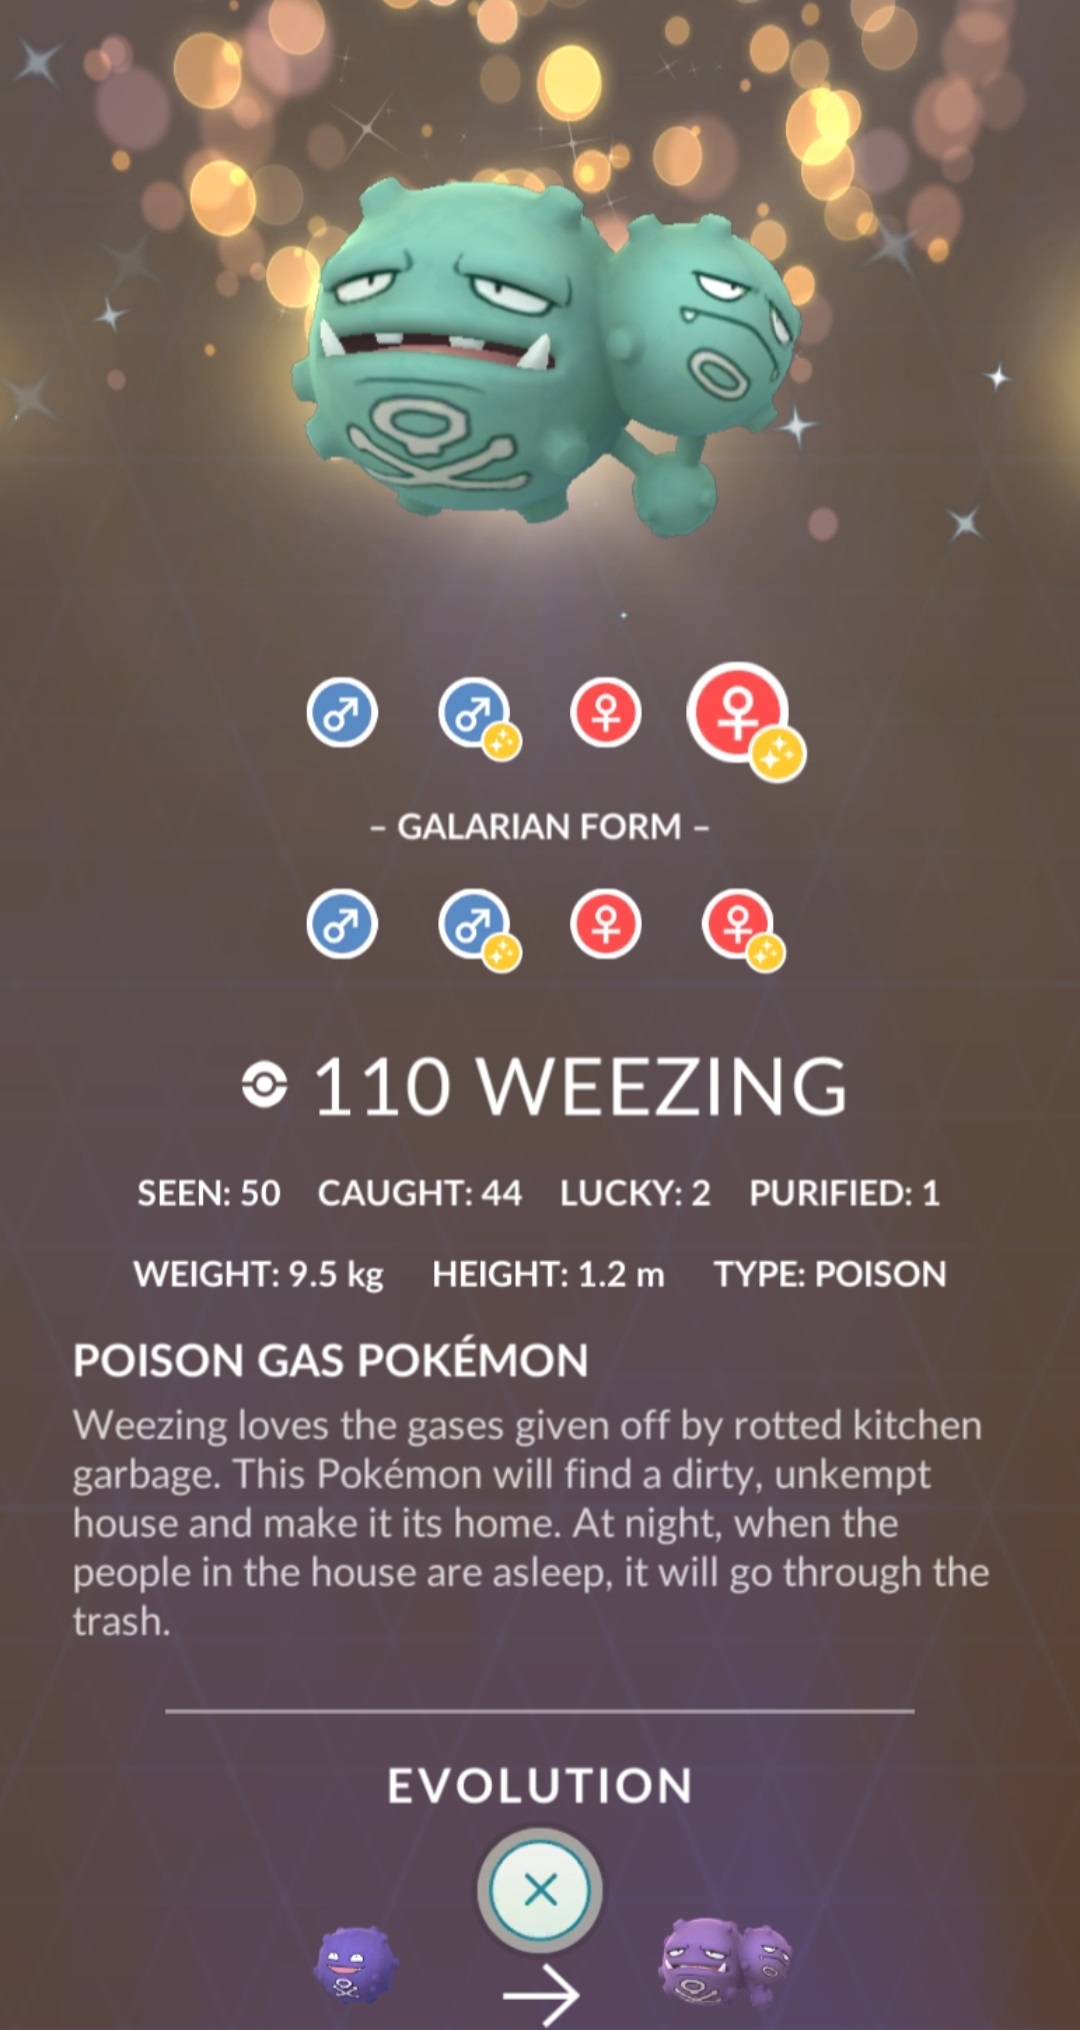 – GALARIAN FORM –
110 WEEZING
SEEN: 50 CAUGHT: 44 LUCKY: 2 PURIFIED: 1
WEIGHT: 9.5 kg HEIGHT: 1.2 m TYPE: POISON
POISON GAS POKÉMON
Weezing loves the gases given off by rotted kitchen
garbage. This Pokémon will find a dirty, unkempt
house and make it its home. At night, when the
people in the house are asleep, it will go through the
trash.
EVOLUTION